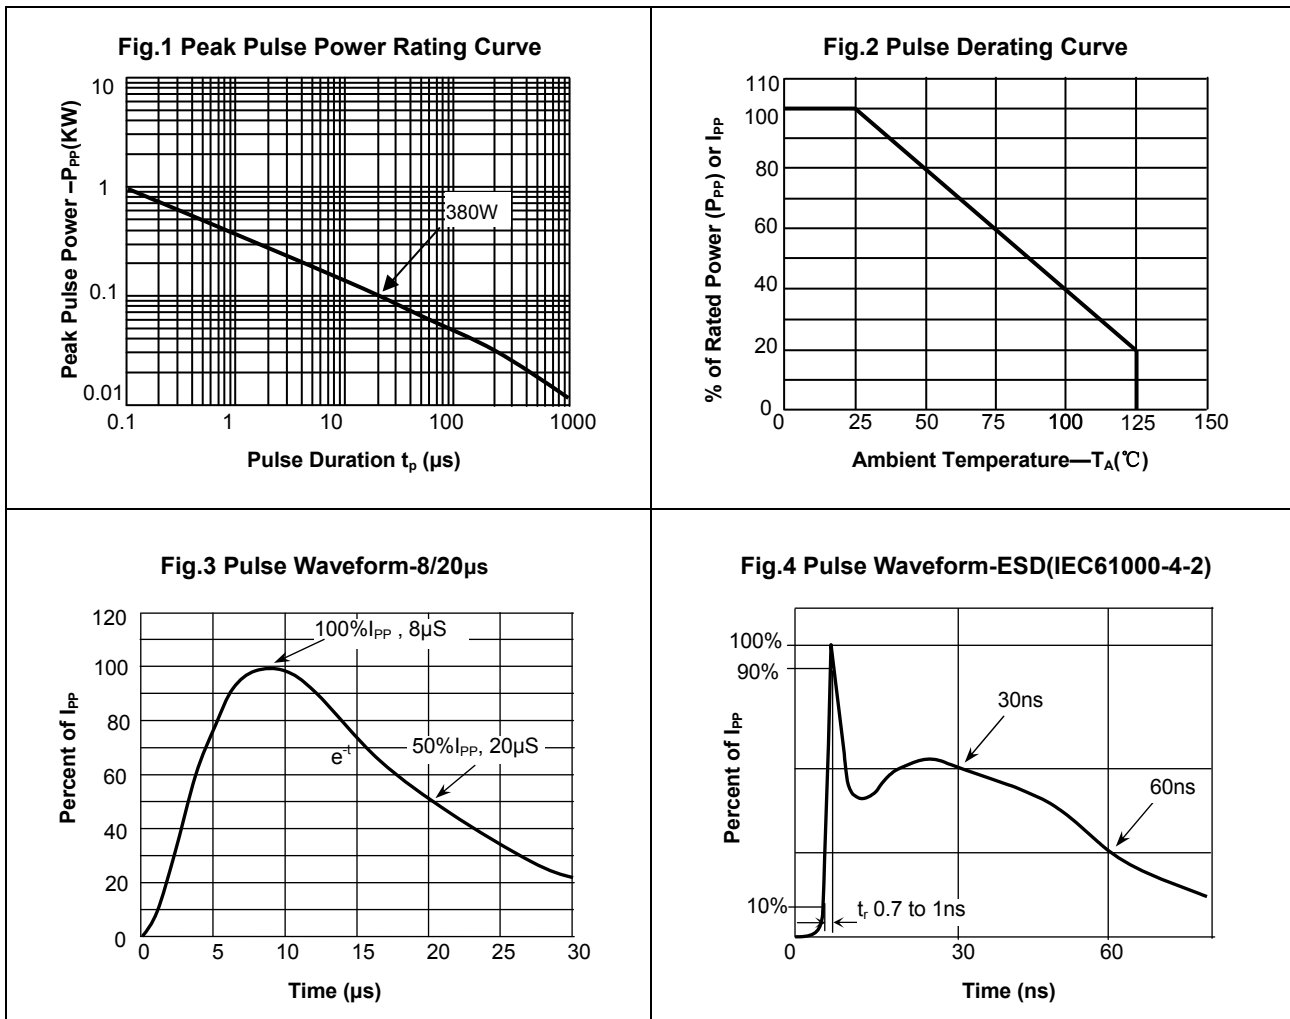 Fig.1 Peak Pulse Power Rating Curve
Peak Pulse Power –PPP(KW)
10
1
0.1
0.01
380W
0.1 1 10 100 1000
Pulse Duration tp (µs)
Fig.2 Pulse Derating Curve
% of Rated Power (PPP) or IPP
110
100
80
60
40
20
0
0 25 50 75 100 125 150
Ambient Temperature—TA(℃)
Fig.3 Pulse Waveform-8/20µs
Percent of IPP
120
100
80
60
40
20
0
100%IPP , 8µS
e-t
50%IPP, 20µS
0 5 10 15 20 25 30
Time (µs)
Fig.4 Pulse Waveform-ESD(IEC61000-4-2)
Percent of IPP
100%
90%
10%
30ns
60ns
tr 0.7 to 1ns
0 30 60
Time (ns)